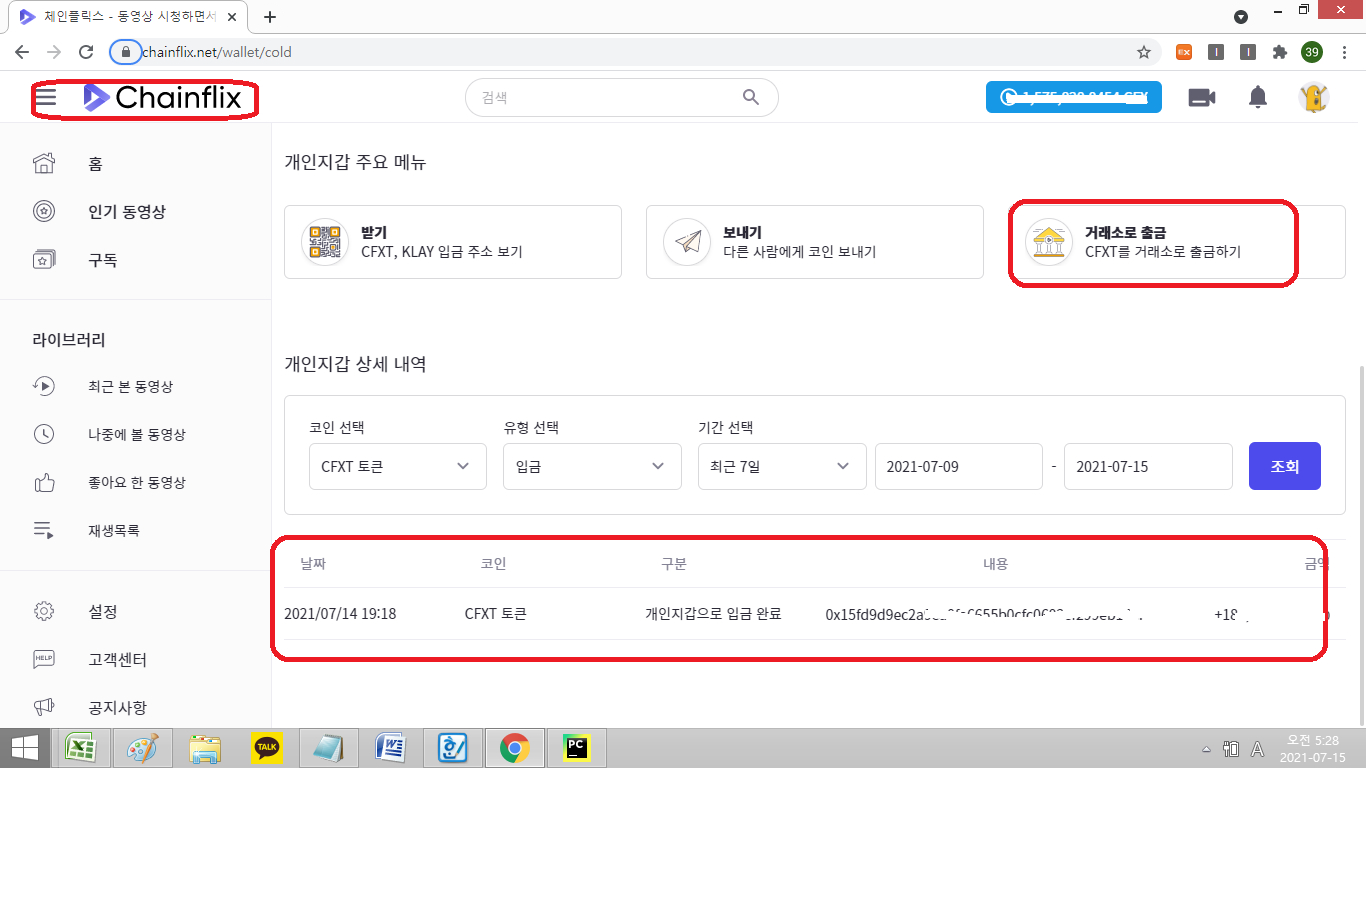 체인플릭스 - 동영상 시청하면서
chainflix.net/wallet/cold
39
Chainflix
검색
홈
인기 동영상
구독
라이브러리
최근 본 동영상
나중에 볼 동영상
좋아요 한 동영상
재생목록
설정
HELP
고객센터
공지사항
개인지갑 주요 메뉴
받기
CFXT, KLAY 입금 주소 보기
보내기
다른 사람에게 코인 보내기
거래소로 출금
CFXT를 거래소로 출금하기
개인지갑 상세 내역
코인 선택 유형 선택 기간 선택
CFXT 토큰 입금 최근 7일 2021-07-09 - 2021-07-15 조회
날짜 코인 구분 내용 금액
2021/07/14 19:18 CFXT 토큰 개인지갑으로 입금 완료 +18
TALK
PC
A
오전 5:28
2021-07-15